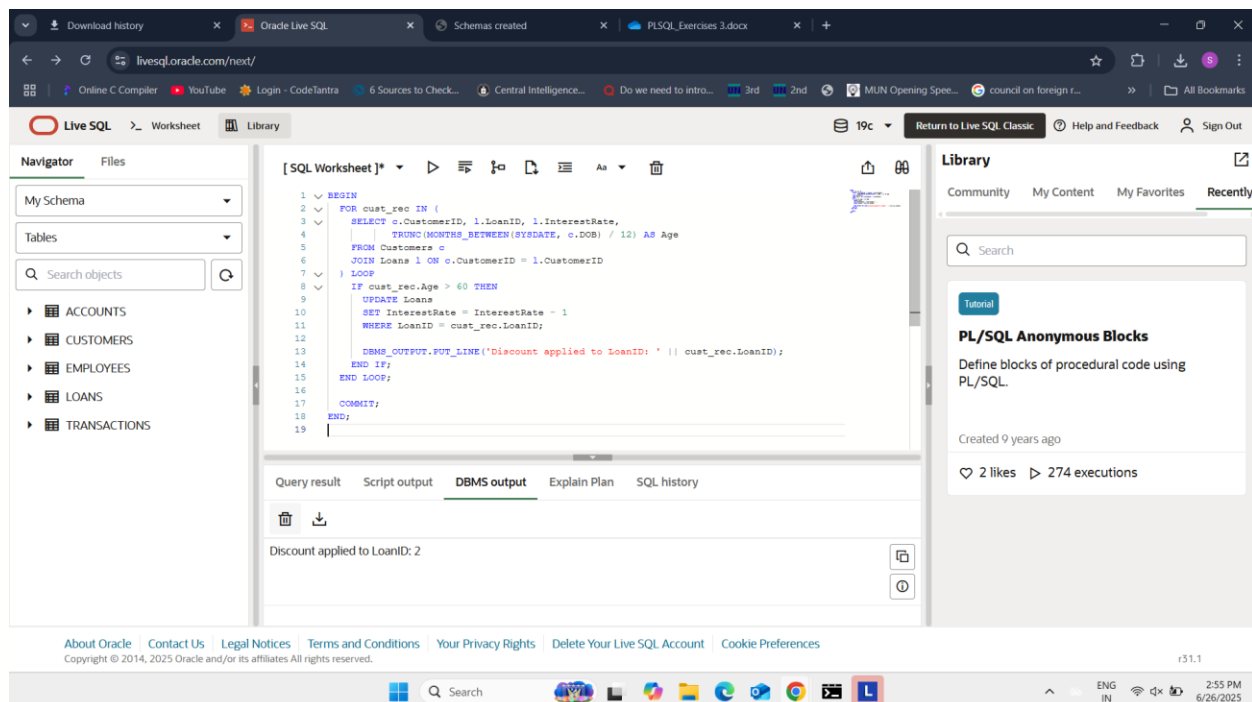 Download history
Oracle Live SQL
Schemas created
PLSQL_Exercises 3.docx
livesql.oracle.com/next/
S
Online C Compiler
YouTube
Login - CodeTantra
6 Sources to Check...
Central Intelligence...
Do we need to intro...
3rd
2nd
MUN Opening Spee...
council on foreign r...
All Bookmarks
Live SQL
Worksheet
Library
19c
Return to Live SQL Classic
Help and Feedback
Sign Out
Navigator
Files
My Schema
Tables
Search objects
ACCOUNTS
CUSTOMERS
EMPLOYEES
LOANS
TRANSACTIONS
[ SQL Worksheet ]*
Aa
1 BEGIN
2 FOR cust_rec IN (
3 SELECT c.CustomerID, l.LoanID, l.InterestRate,
4 TRUNC(MONTHS_BETWEEN(SYSDATE, c.DOB) / 12) AS Age
5 FROM Customers c
6 JOIN Loans l ON c.CustomerID = l.CustomerID
7 ) LOOP
8 IF cust_rec.Age > 60 THEN
9 UPDATE Loans
10 SET InterestRate = InterestRate - 1
11 WHERE LoanID = cust_rec.LoanID;
12
13 DBMS_OUTPUT.PUT_LINE('Discount applied to LoanID: ' || cust_rec.LoanID);
14 END IF;
15 END LOOP;
16
17 COMMIT;
18 END;
19
Query result
Script output
DBMS output
Explain Plan
SQL history
Discount applied to LoanID: 2
Library
Community
My Content
My Favorites
Recently
Search
Tutorial
PL/SQL Anonymous Blocks
Define blocks of procedural code using
PL/SQL.
Created 9 years ago
2 likes
274 executions
About Oracle
Contact Us
Legal Notices
Terms and Conditions
Your Privacy Rights
Delete Your Live SQL Account
Cookie Preferences
Copyright © 2014, 2025 Oracle and/or its affiliates All rights reserved.
r31.1
Search
L
ENG
IN
2:55 PM
6/26/2025